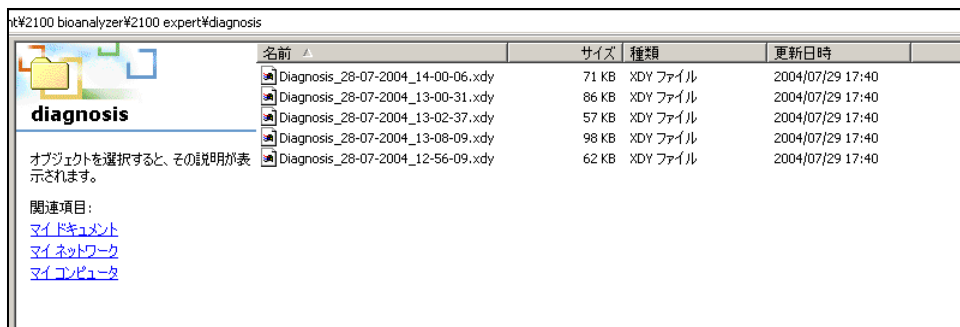 nt¥2100 bioanalyzer¥2100 expert¥diagnosis
名前 サイズ 種類 更新日時
Diagnosis_28-07-2004_14-00-06.xdy 71 KB XDY ファイル 2004/07/29 17:40
Diagnosis_28-07-2004_13-00-31.xdy 86 KB XDY ファイル 2004/07/29 17:40
Diagnosis_28-07-2004_13-02-37.xdy 57 KB XDY ファイル 2004/07/29 17:40
Diagnosis_28-07-2004_13-08-09.xdy 98 KB XDY ファイル 2004/07/29 17:40
Diagnosis_28-07-2004_12-56-09.xdy 62 KB XDY ファイル 2004/07/29 17:40
diagnosis
オブジェクトを選択すると、その説明が表
示されます。
関連項目:
マイ ドキュメント
マイ ネットワーク
マイ コンピュータ